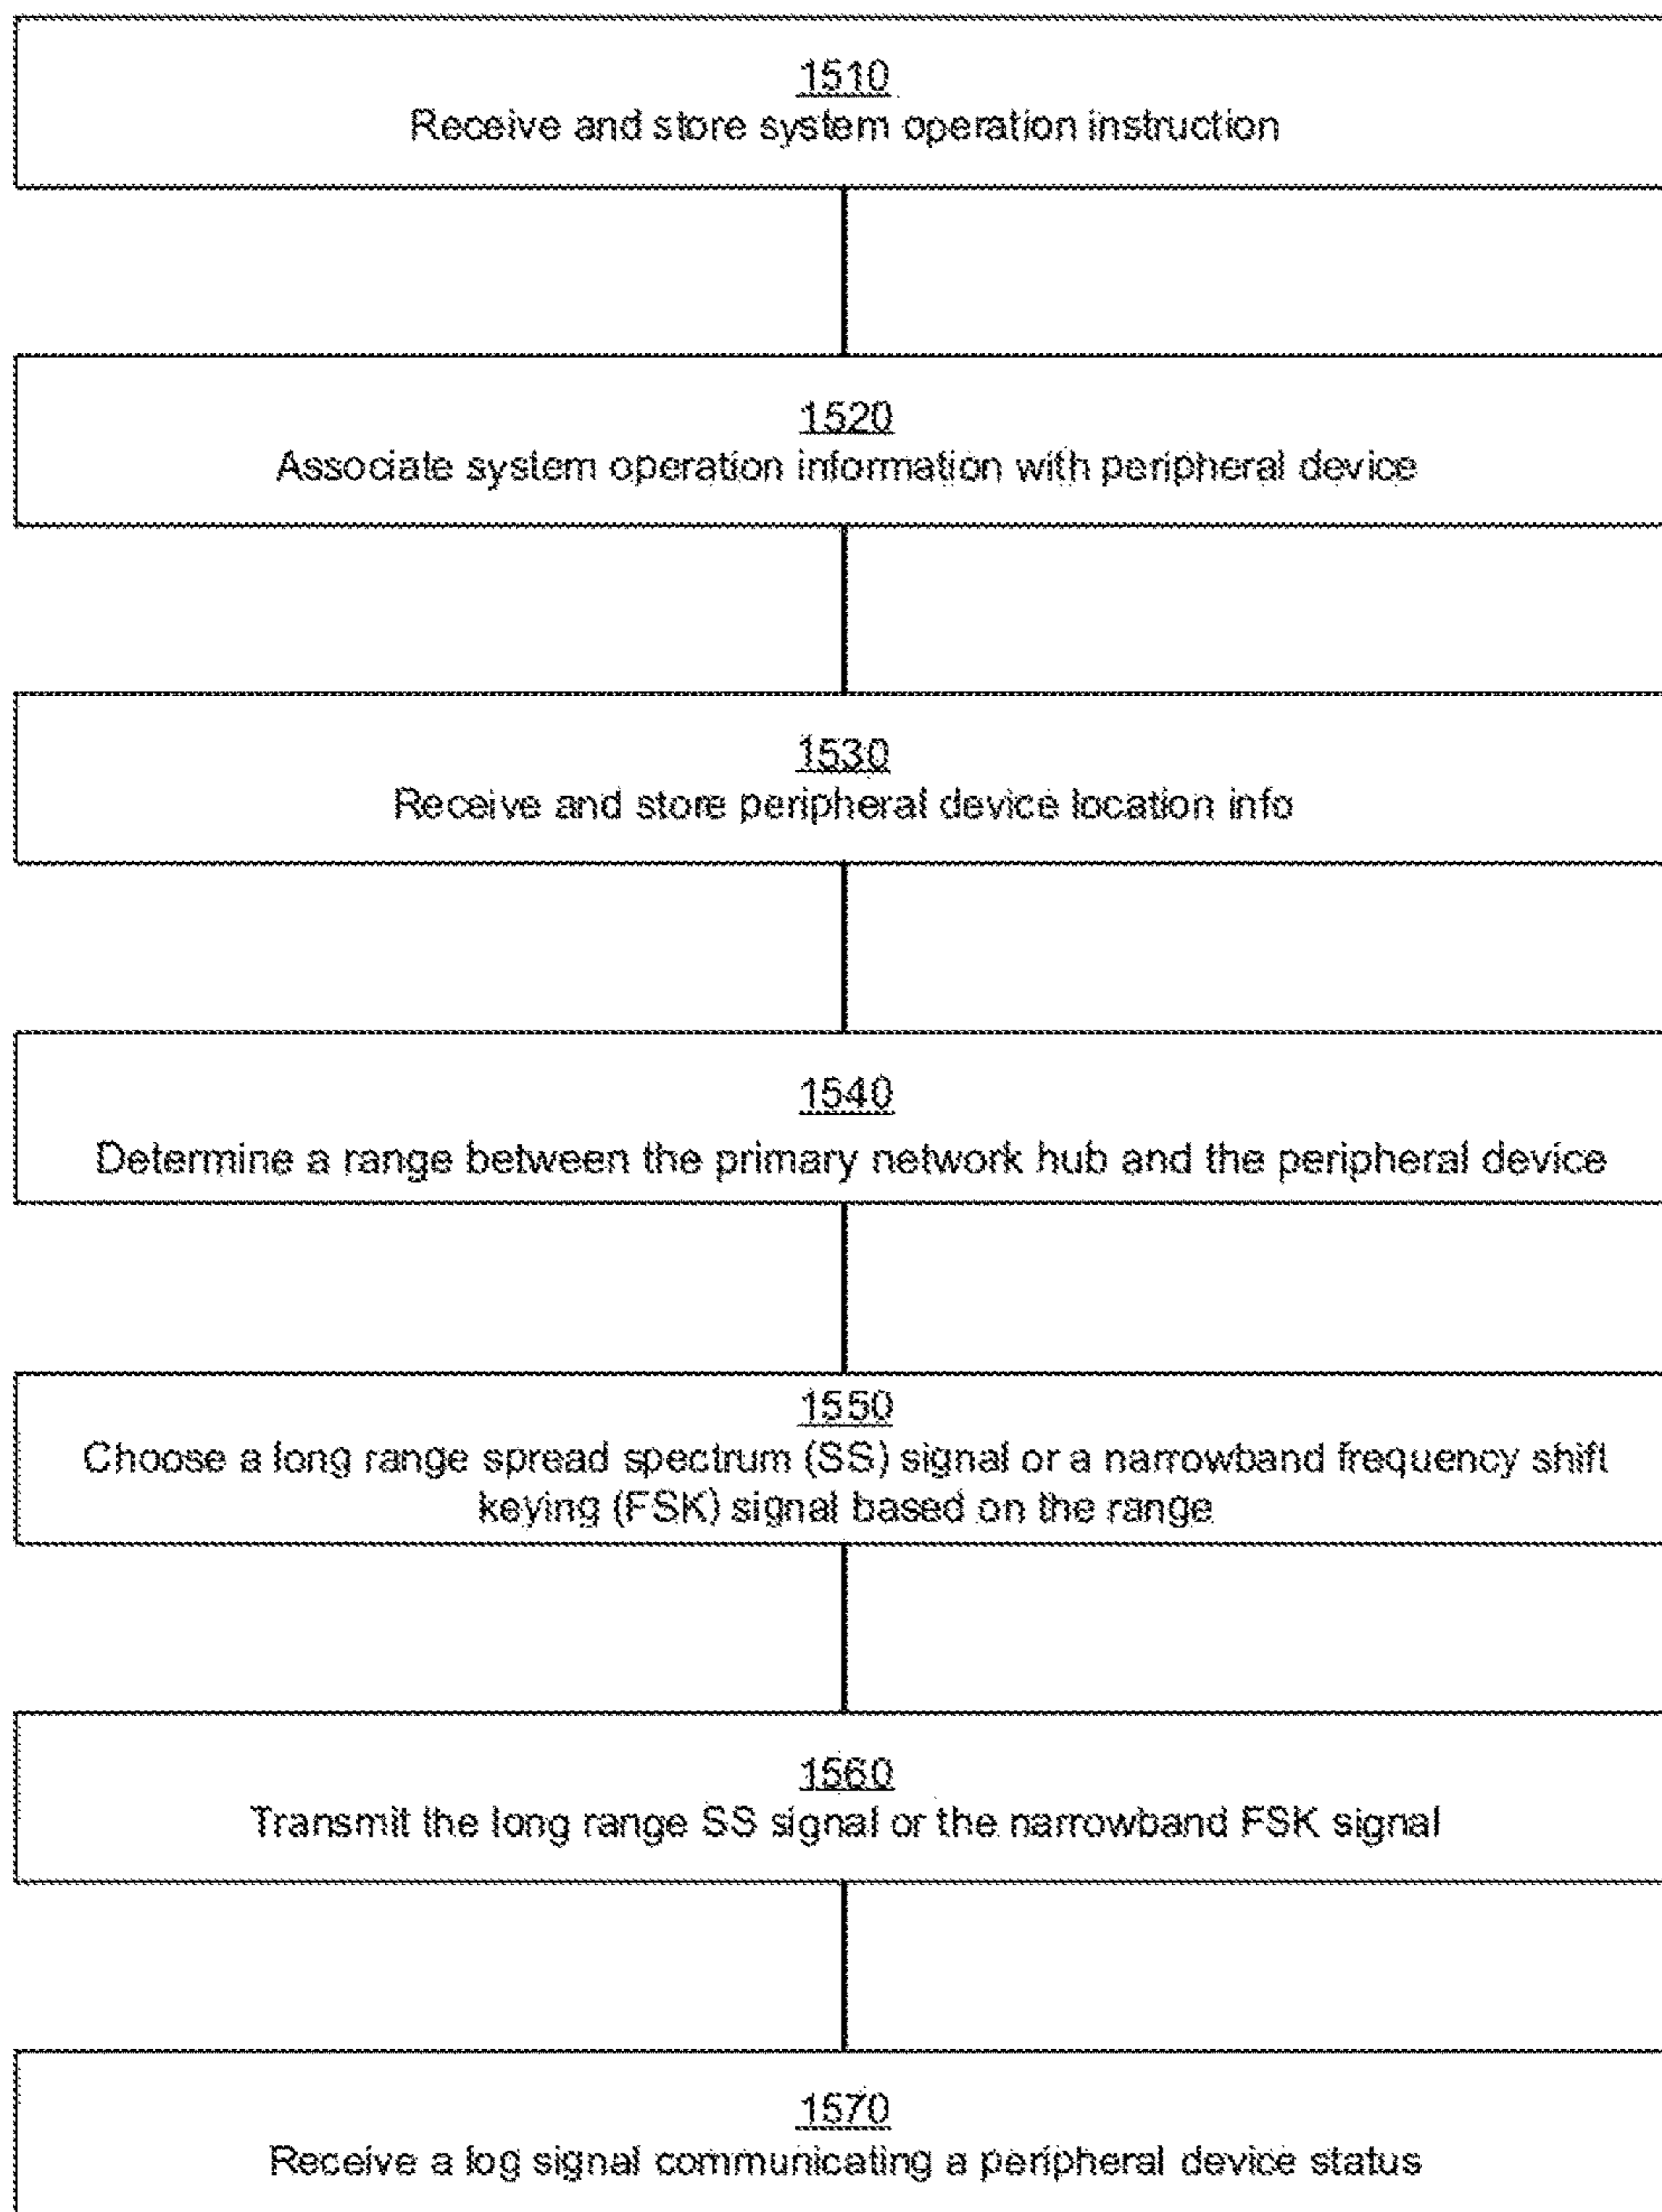 1510
Receive and store system operation instruction
1520
Associate system operation information with peripheral device
1530
Receive and store peripheral device location info
1540
Determine a range between the primary network hub and the peripheral device
1550
Choose a long range spread spectrum (SS) signal or a narrowband frequency shift
keying (FSK) signal based on the range
1560
Transmit the long range SS signal or the narrowband FSK signal
1570
Receive a log signal communicating a peripheral device status